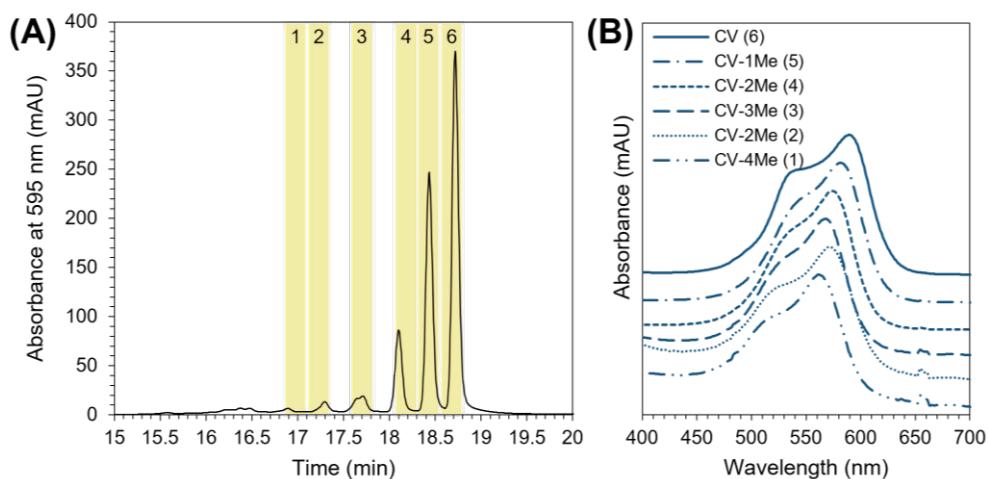 (A)
Absorbance at 595 nm (mAU)
400
350
300
250
200
150
100
50
0
1 2 3 4 5 6
15 15.5 16 16.5 17 17.5 18 18.5 19 19.5 20
Time (min)
(B)
Absorbance (mAU)
CV (6)
CV-1Me (5)
CV-2Me (4)
CV-3Me (3)
CV-2Me (2)
CV-4Me (1)
400 450 500 550 600 650 700
Wavelength (nm)